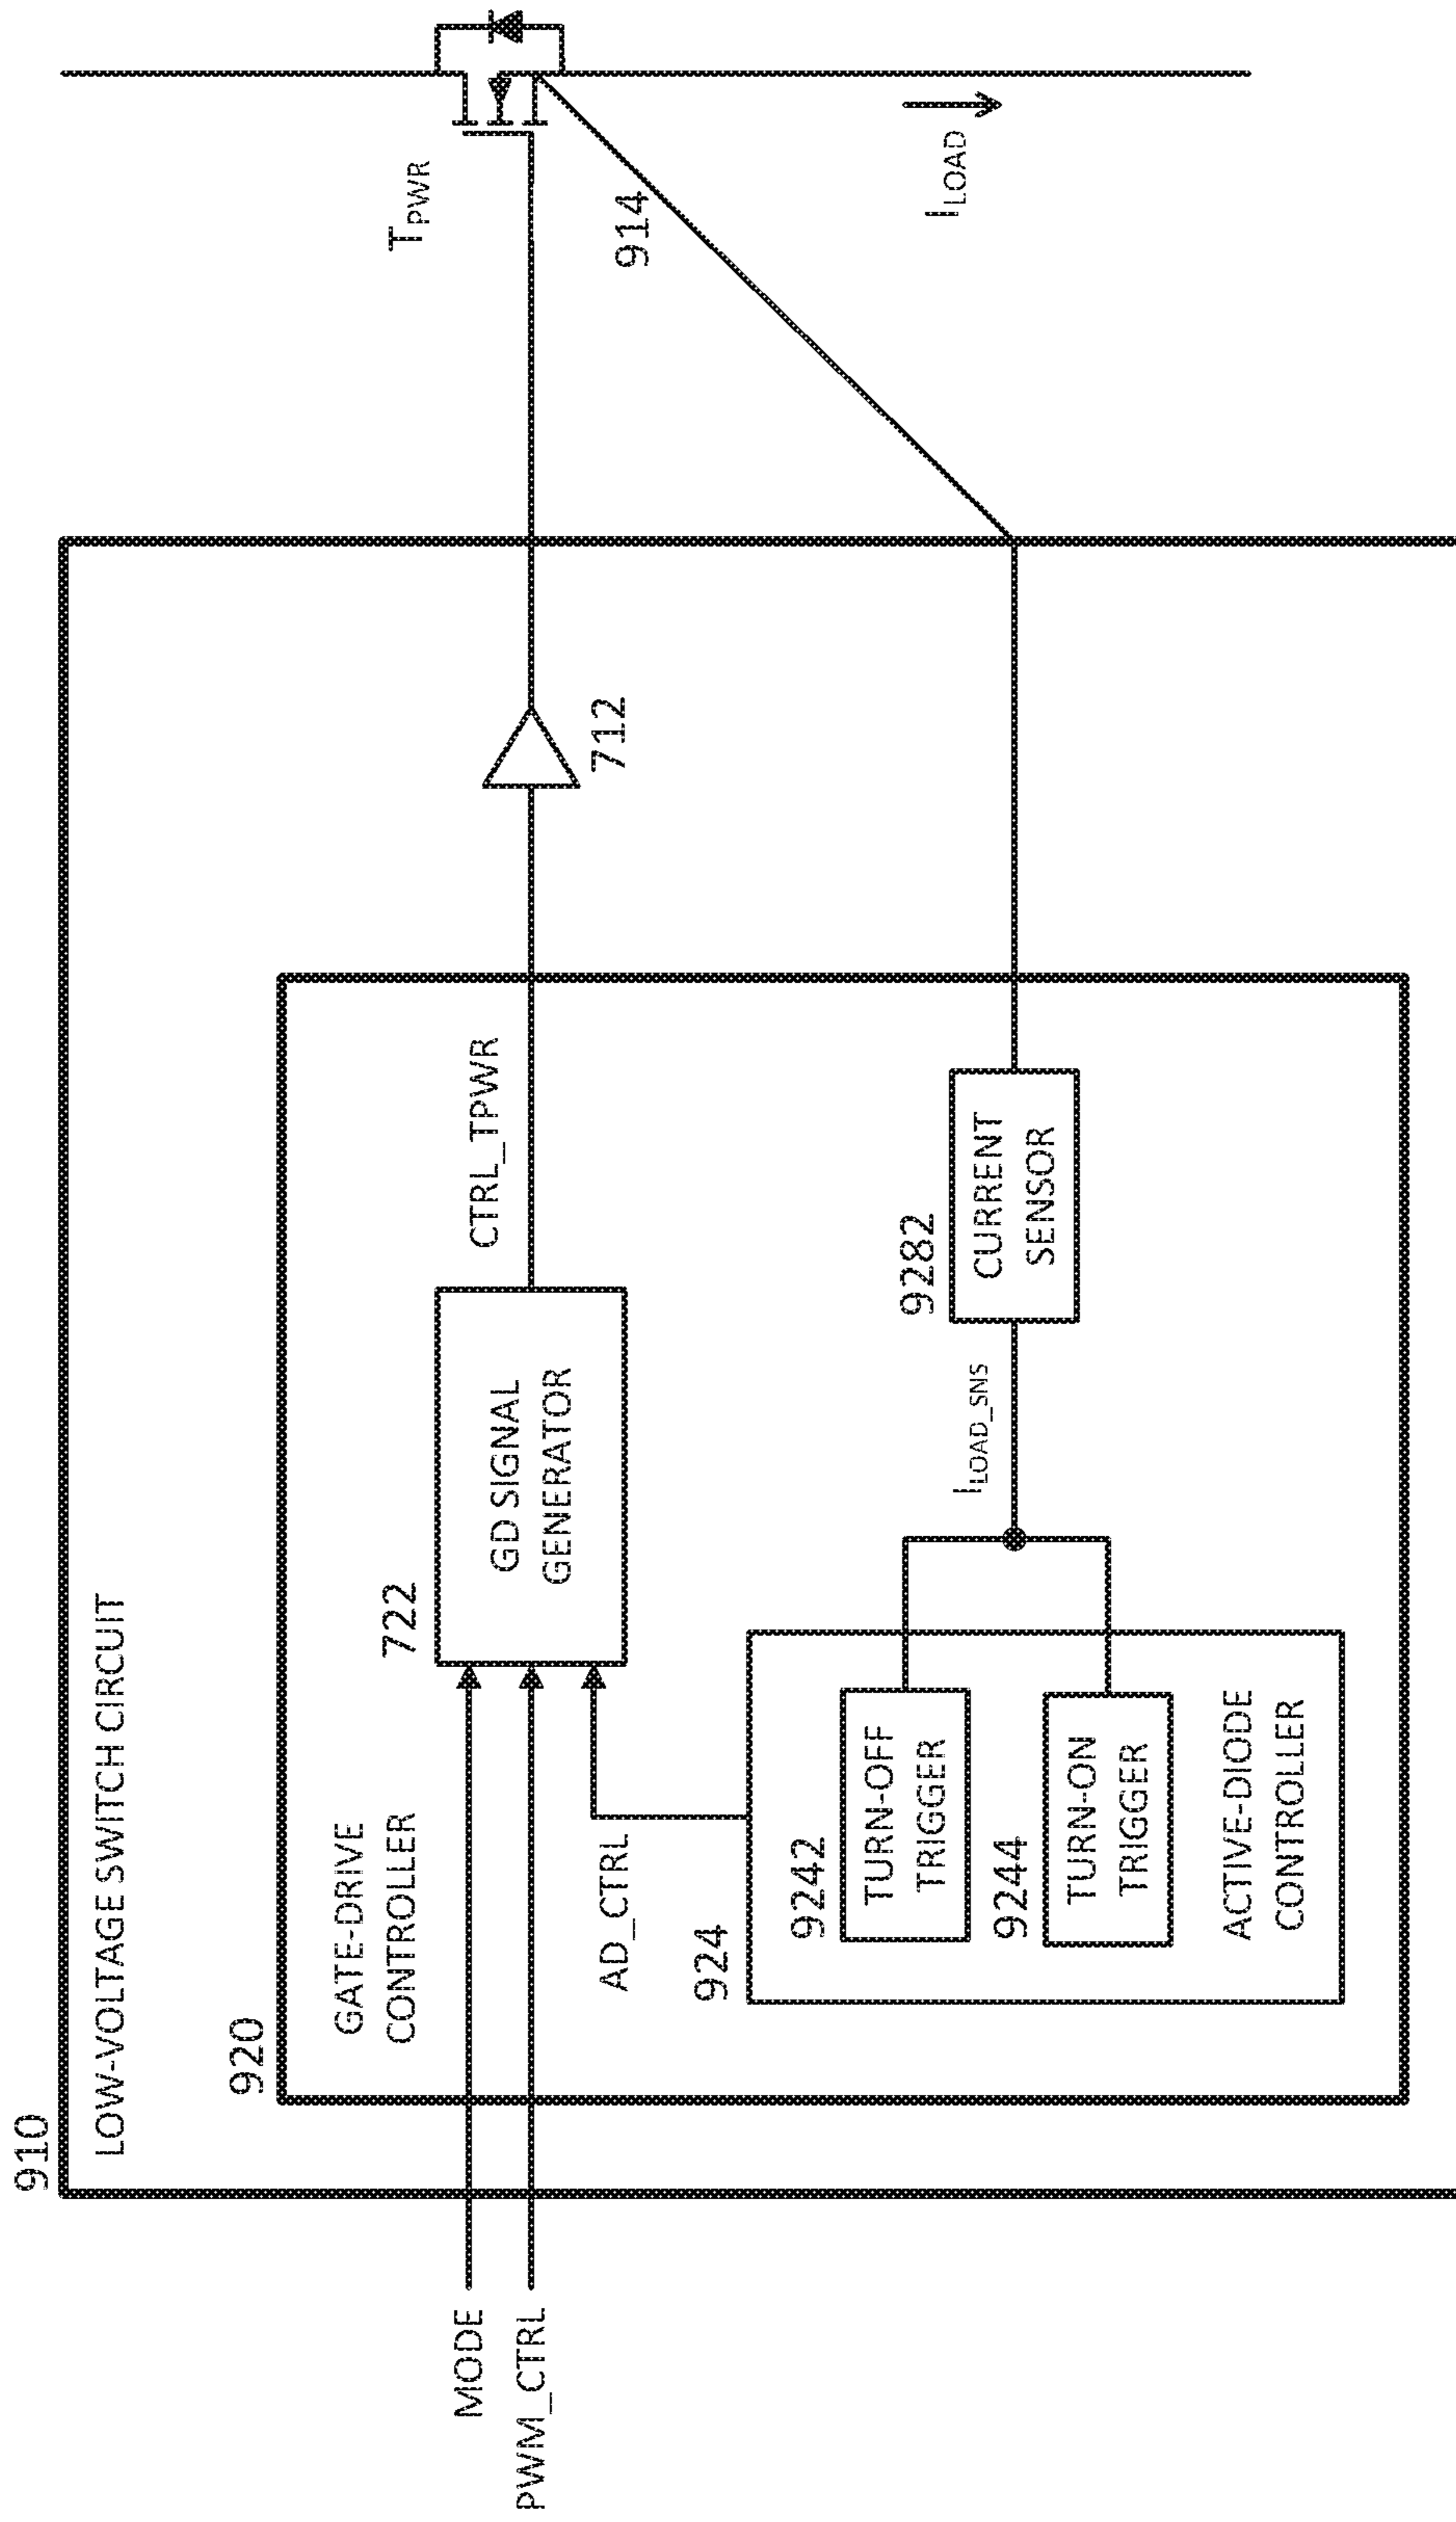 910
LOW-VOLTAGE SWITCH CIRCUIT
920
GATE-DRIVE
CONTROLLER
MODE
PWM_CTRL
722
GD SIGNAL
GENERATOR
CTRL_TPWR
712
TPWR
914
ILOAD
AD_CTRL
924
9242
TURN-OFF
TRIGGER
9244
TURN-ON
TRIGGER
ACTIVE-DIODE
CONTROLLER
ILOAD_SNS
9282
CURRENT
SENSOR